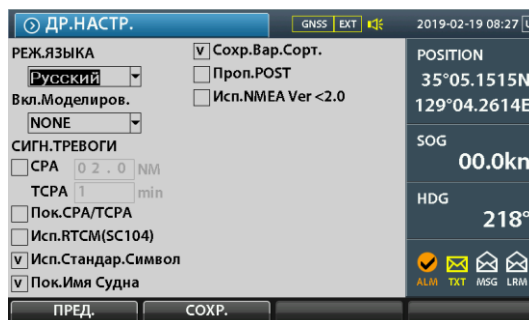 ДР.НАСТР.
GNSS EXT
2019-02-19 08:27
РЕЖ.ЯЗЫКА
Русский
Вкл.Моделиров.
NONE
СИГН.ТРЕВОГИ
CPA 02.0 NM
TCPA 1 min
Пок.CPA/TCPA
Исп.RTCM(SC104)
v Исп.Стандар.Символ
v Пок.Имя Судна
v Сохр.Вар.Сорт.
Проп.POST
Исп.NMEA Ver <2.0
POSITION
35°05.1515N
129°04.2614E
SOG
00.0kn
HDG
218°
ALM TXT MSG LRM
ПРЕД. СОХР.